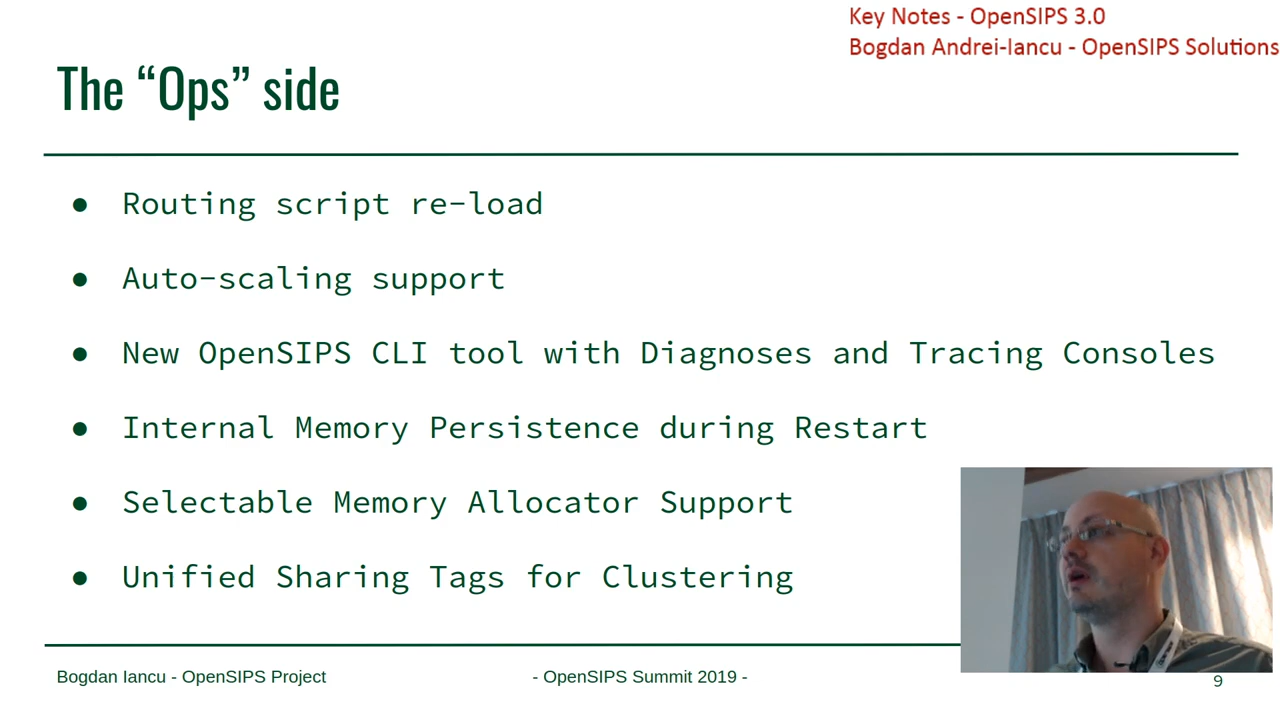 Key Notes - OpenSIPS 3.0
Bogdan Andrei-Iancu - OpenSIPS Solutions
The “Ops” side
● Routing script re-load
● Auto-scaling support
● New OpenSIPS CLI tool with Diagnoses and Tracing Consoles
● Internal Memory Persistence during Restart
● Selectable Memory Allocator Support
● Unified Sharing Tags for Clustering
Bogdan Iancu - OpenSIPS Project
- OpenSIPS Summit 2019 -
9